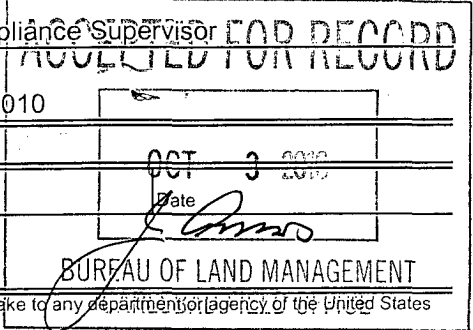 pliance Supervisor
ACCEPTED FOR RECORD
010
OCT 3 2010
Date
BUREAU OF LAND MANAGEMENT
ake to any department or agency of the United States